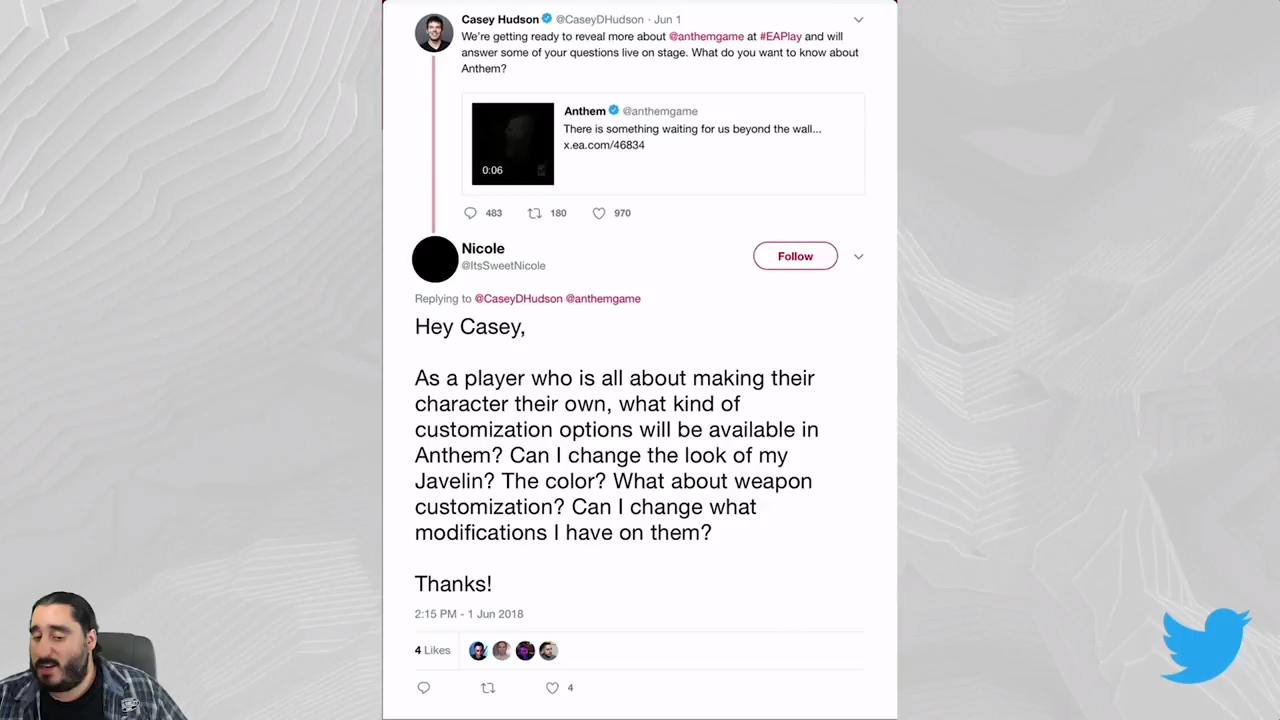 Casey Hudson @CaseyDHudson · Jun 1
We're getting ready to reveal more about @anthemgame at #EAPlay and will
answer some of your questions live on stage. What do you want to know about
Anthem?
Anthem @anthemgame
There is something waiting for us beyond the wall...
x.ea.com/46834
0:06
483 180 970
Nicole
@ItsSweetNicole
Follow
Replying to @CaseyDHudson @anthemgame
Hey Casey,
As a player who is all about making their
character their own, what kind of
customization options will be available in
Anthem? Can I change the look of my
Javelin? The color? What about weapon
customization? Can I change what
modifications I have on them?
Thanks!
2:15 PM - 1 Jun 2018
4 Likes
4